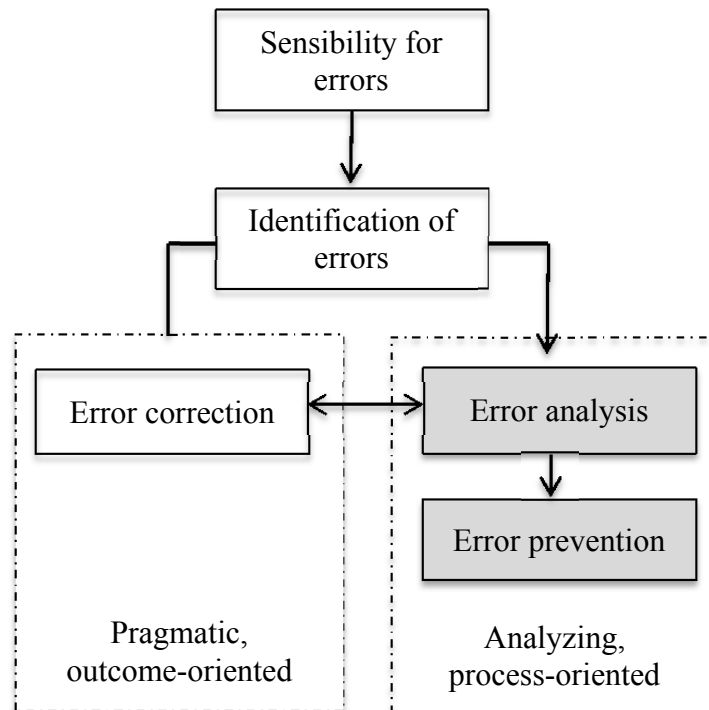 Sensibility for
errors
Identification of
errors
Error correction
Error analysis
Error prevention
Pragmatic,
outcome-oriented
Analyzing,
process-oriented